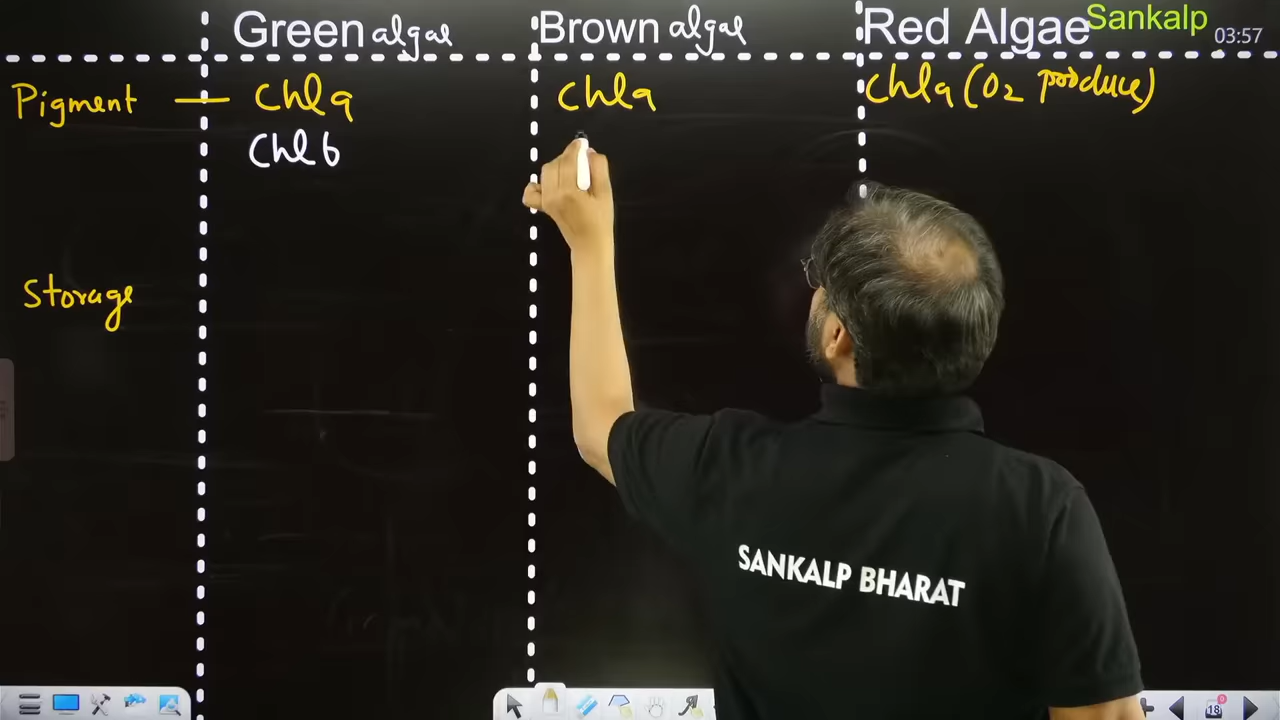 Green algae Brown algae Red Algae Sankalp 03:57
Pigment — Chl a Chl a Chl a (O2 produce)
Chl b
Storage
SANKALP BHARAT
18